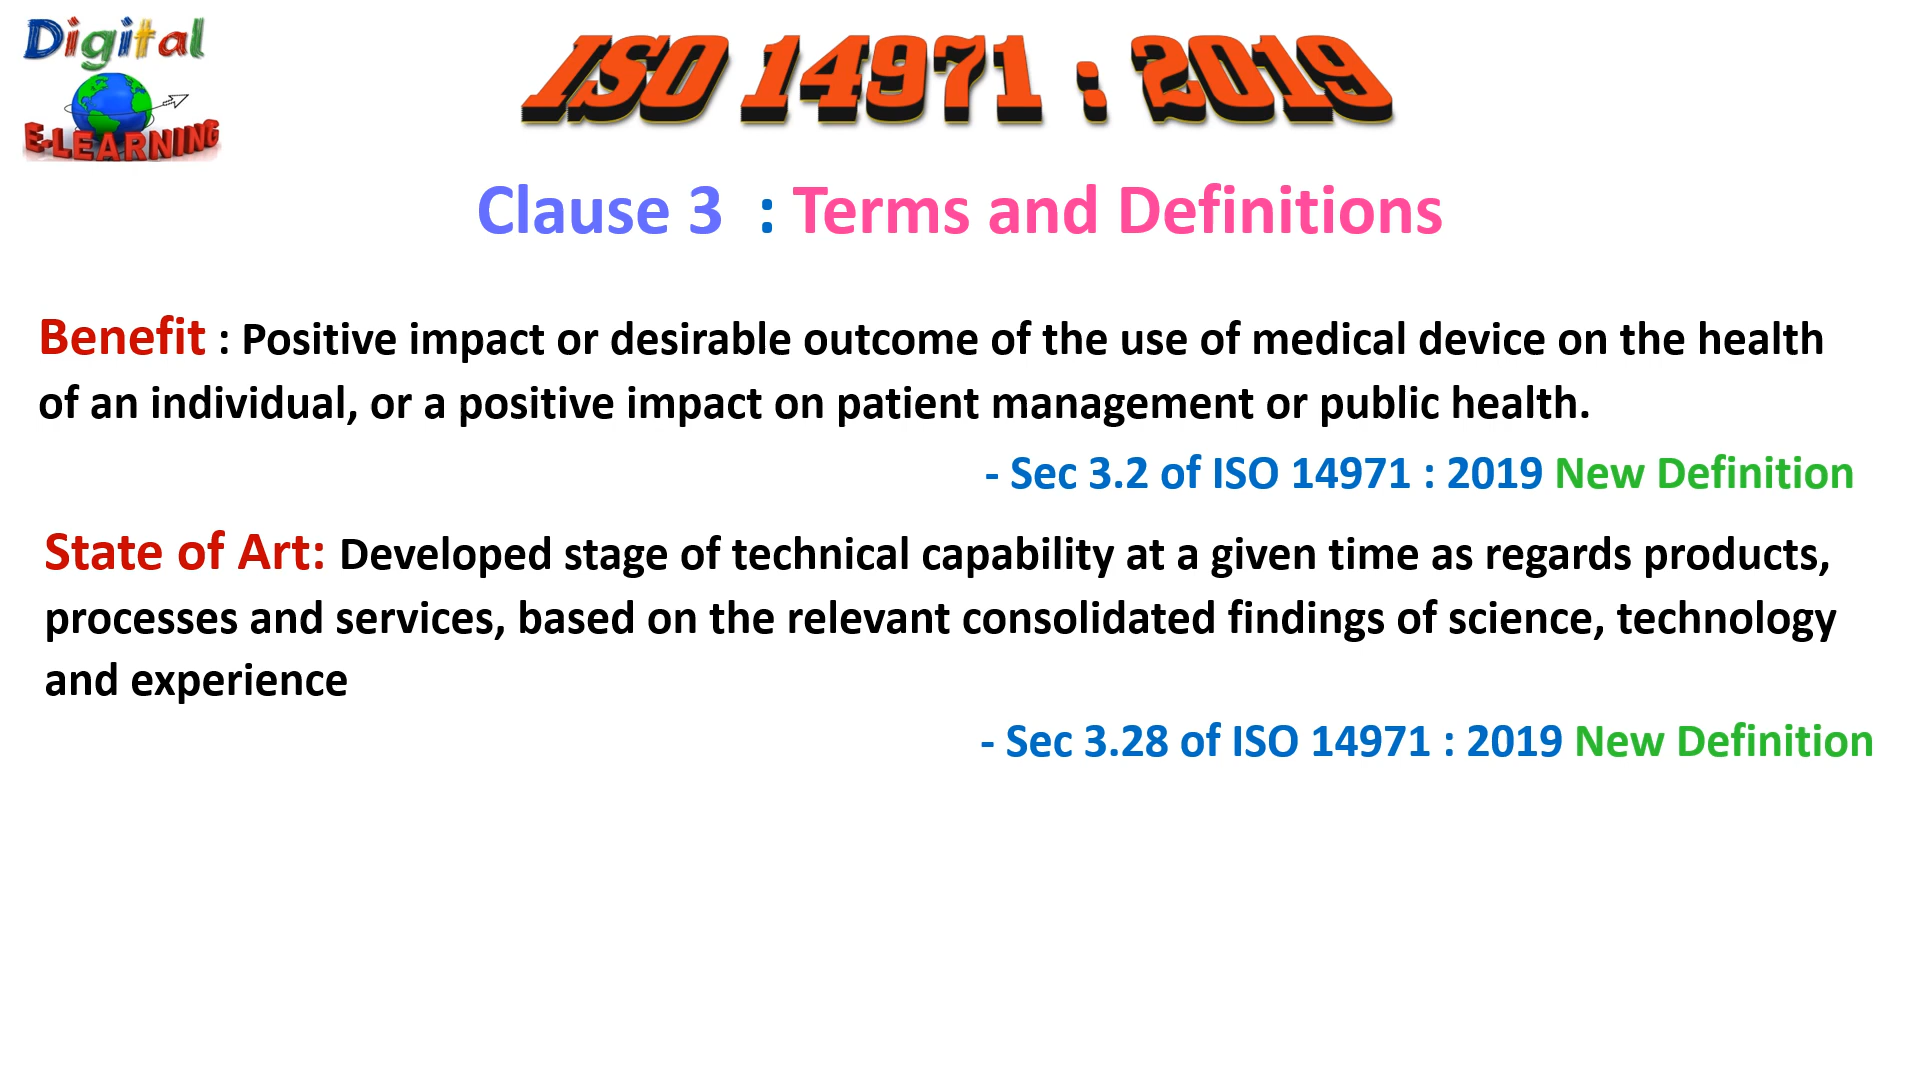 Digital
E-LEARNING
ISO 14971 : 2019
Clause 3 : Terms and Definitions
Benefit : Positive impact or desirable outcome of the use of medical device on the health
of an individual, or a positive impact on patient management or public health.
- Sec 3.2 of ISO 14971 : 2019 New Definition
State of Art: Developed stage of technical capability at a given time as regards products,
processes and services, based on the relevant consolidated findings of science, technology
and experience
- Sec 3.28 of ISO 14971 : 2019 New Definition